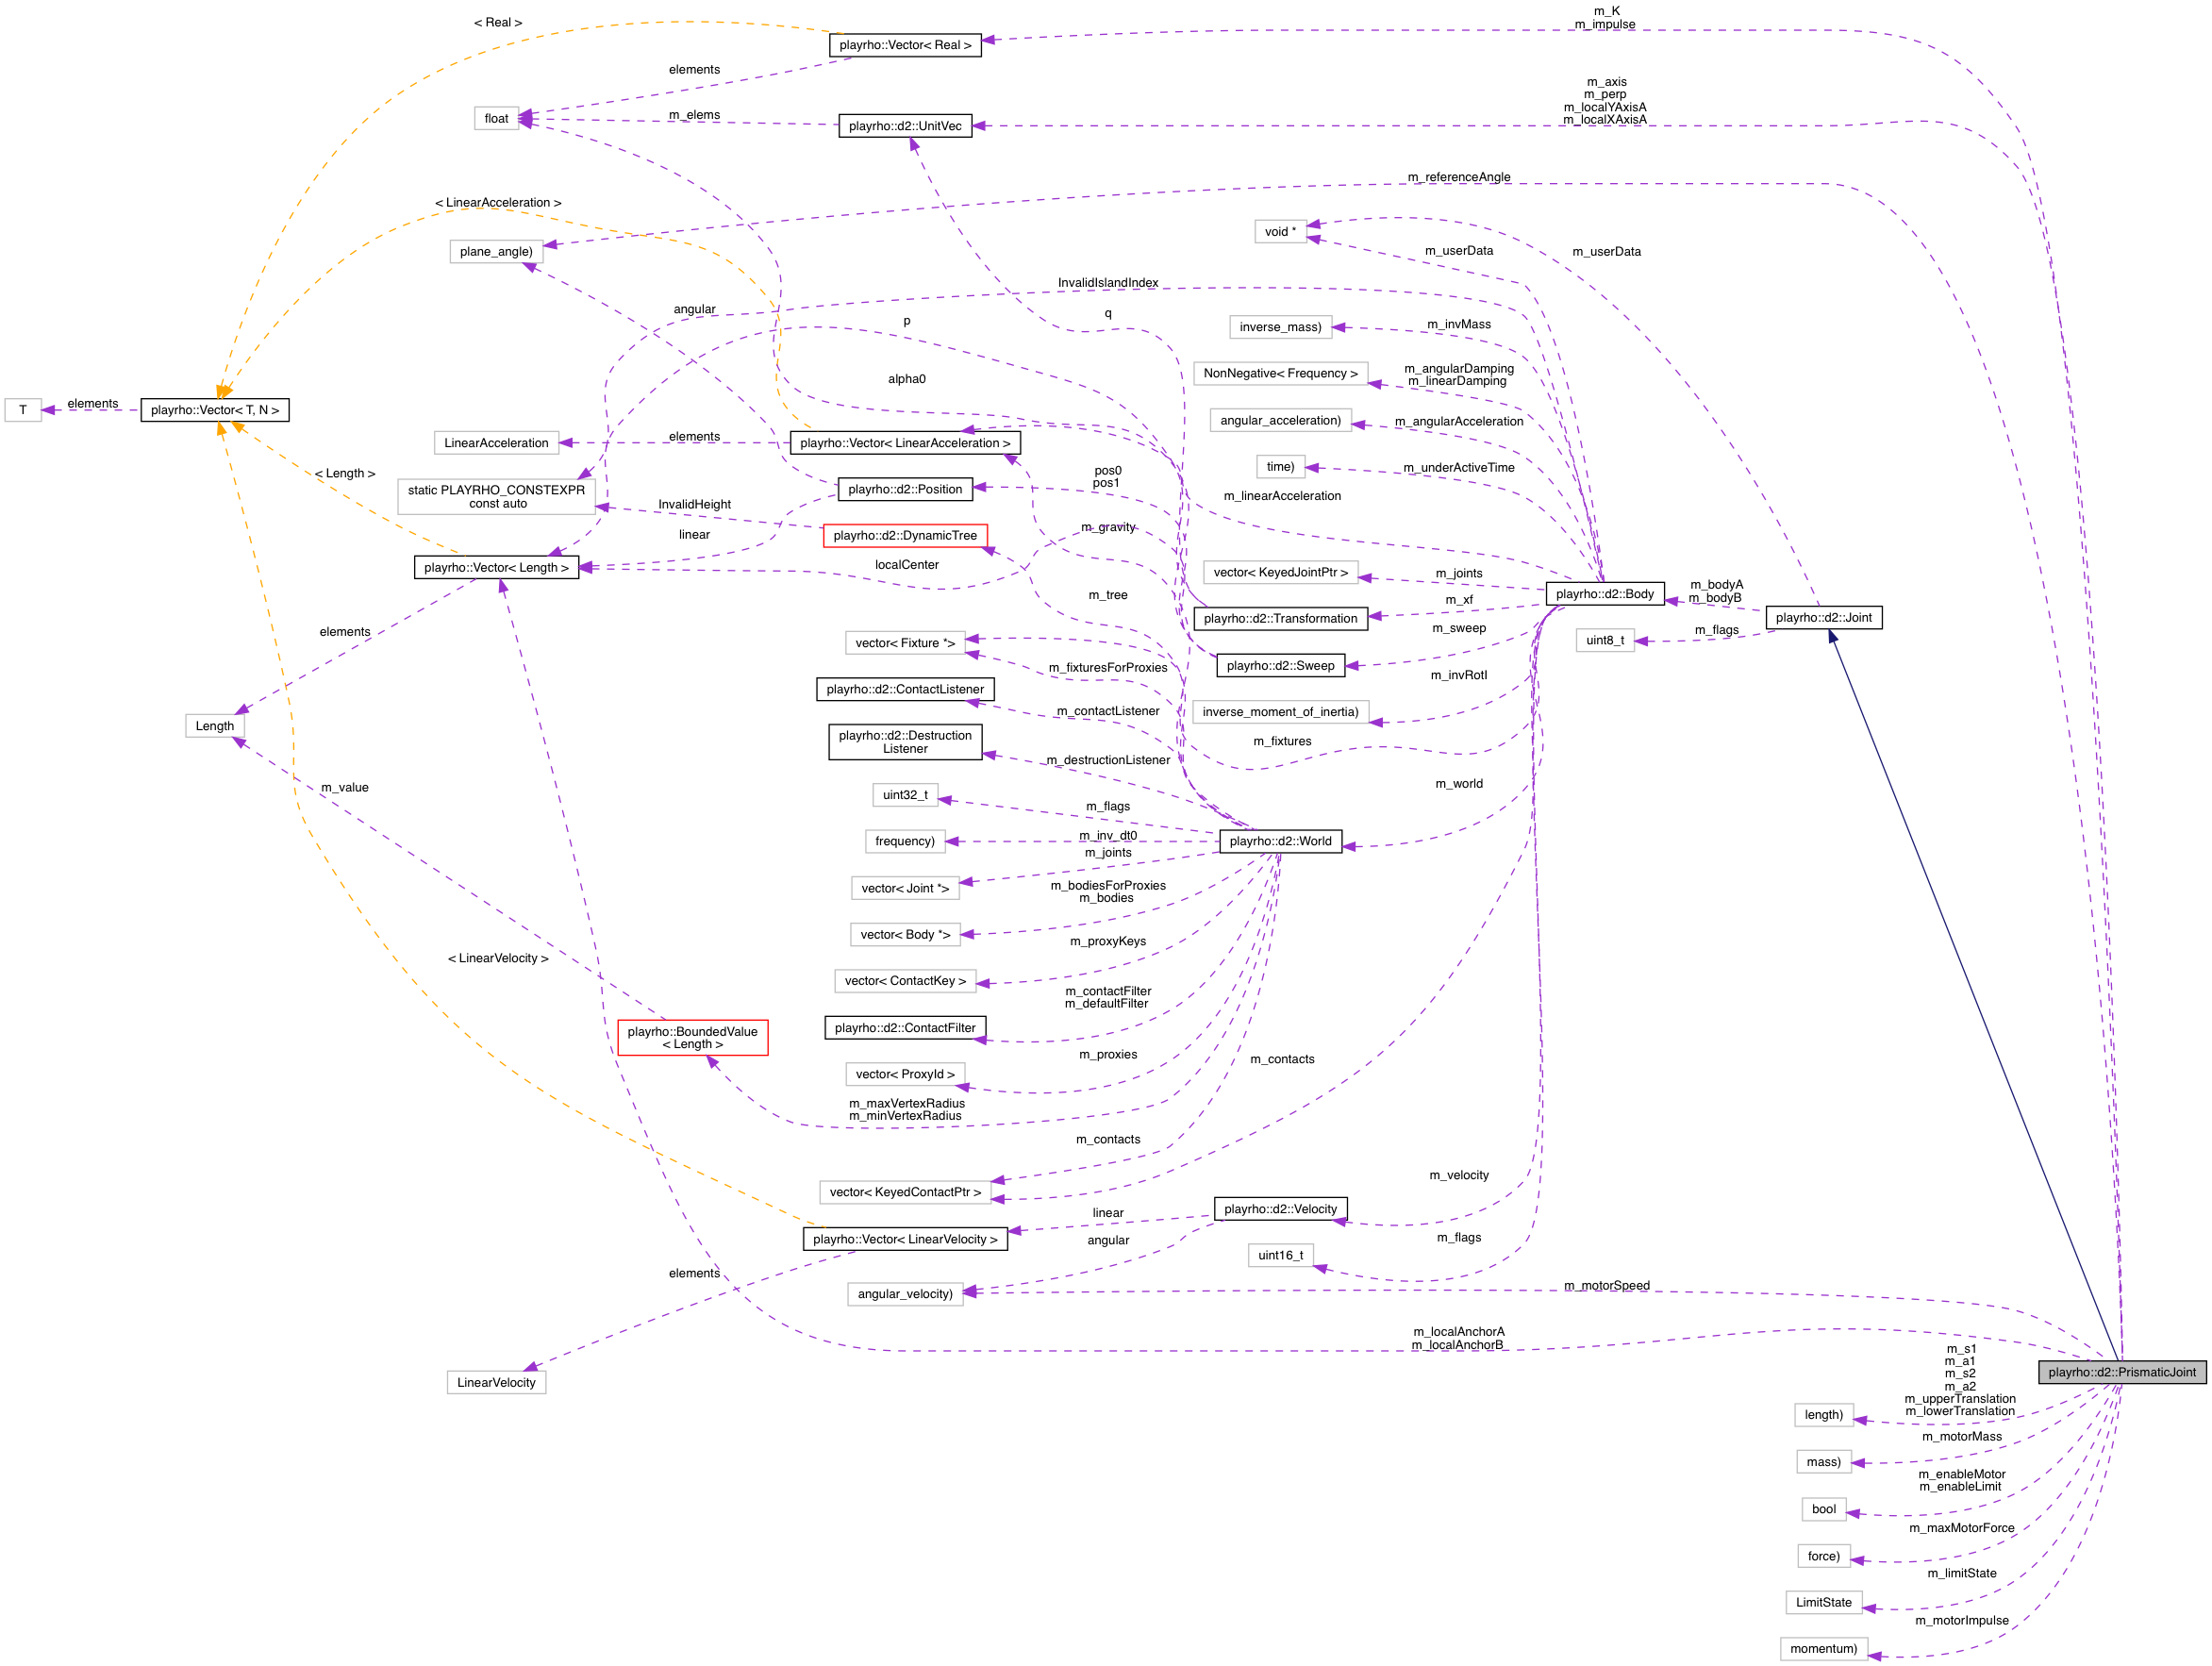 < Real >
m_K
m_impulse
playrho::Vector< Real >
elements
m_axis
m_perp
m_localYAxisA
m_localXAxisA
float
m_elems
playrho::d2::UnitVec
m_referenceAngle
< LinearAcceleration >
void *
plane_angle)
m_userData
m_userData
InvalidIslandIndex
angular
p
q
inverse_mass)
m_invMass
NonNegative< Frequency >
m_angularDamping
m_linearDamping
alpha0
T
elements
playrho::Vector< T, N >
angular_acceleration)
m_angularAcceleration
LinearAcceleration
elements
playrho::Vector< LinearAcceleration >
time)
m_underActiveTime
< Length >
pos0
pos1
static PLAYRHO_CONSTEXPR
const auto
playrho::d2::Position
m_linearAcceleration
InvalidHeight
m_gravity
linear
playrho::d2::DynamicTree
playrho::Vector< Length >
localCenter
vector< KeyedJointPtr >
m_joints
playrho::d2::Body
m_bodyA
m_bodyB
m_tree
m_xf
playrho::d2::Transformation
playrho::d2::Joint
elements
m_sweep
m_flags
uint8_t
vector< Fixture *>
m_fixturesForProxies
playrho::d2::Sweep
m_invRotI
playrho::d2::ContactListener
m_contactListener
inverse_moment_of_inertia)
Length
playrho::d2::Destruction
Listener
m_fixtures
m_destructionListener
m_value
m_world
uint32_t
m_flags
frequency)
m_inv_dt0
playrho::d2::World
m_joints
vector< Joint *>
m_bodiesForProxies
m_bodies
vector< Body *>
m_proxyKeys
< LinearVelocity >
vector< ContactKey >
m_contactFilter
m_defaultFilter
playrho::d2::ContactFilter
playrho::BoundedValue
< Length >
m_proxies
m_contacts
vector< ProxyId >
m_maxVertexRadius
m_minVertexRadius
m_contacts
m_velocity
vector< KeyedContactPtr >
linear
playrho::d2::Velocity
playrho::Vector< LinearVelocity >
angular
m_flags
uint16_t
elements
angular_velocity)
m_motorSpeed
m_localAnchorA
m_localAnchorB
LinearVelocity
m_s1
m_a1
m_s2
m_a2
m_upperTranslation
m_lowerTranslation
playrho::d2::PrismaticJoint
length)
m_motorMass
mass)
m_enableMotor
m_enableLimit
bool
m_maxMotorForce
force)
m_limitState
LimitState
m_motorImpulse
momentum)